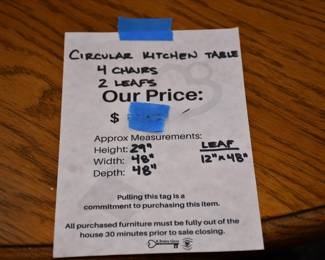 CIRCULAR KITCHEN TABLE
4 CHAIRS
2 LEAFS
Our Price:
$
Approx Measurements:
Height: 29"
Width: 48"
Depth: 48"
LEAF
12" x 48"
Pulling this tag is a
commitment to purchasing this item.
All purchased furniture must be fully out of the
house 30 minutes prior to sale closing.